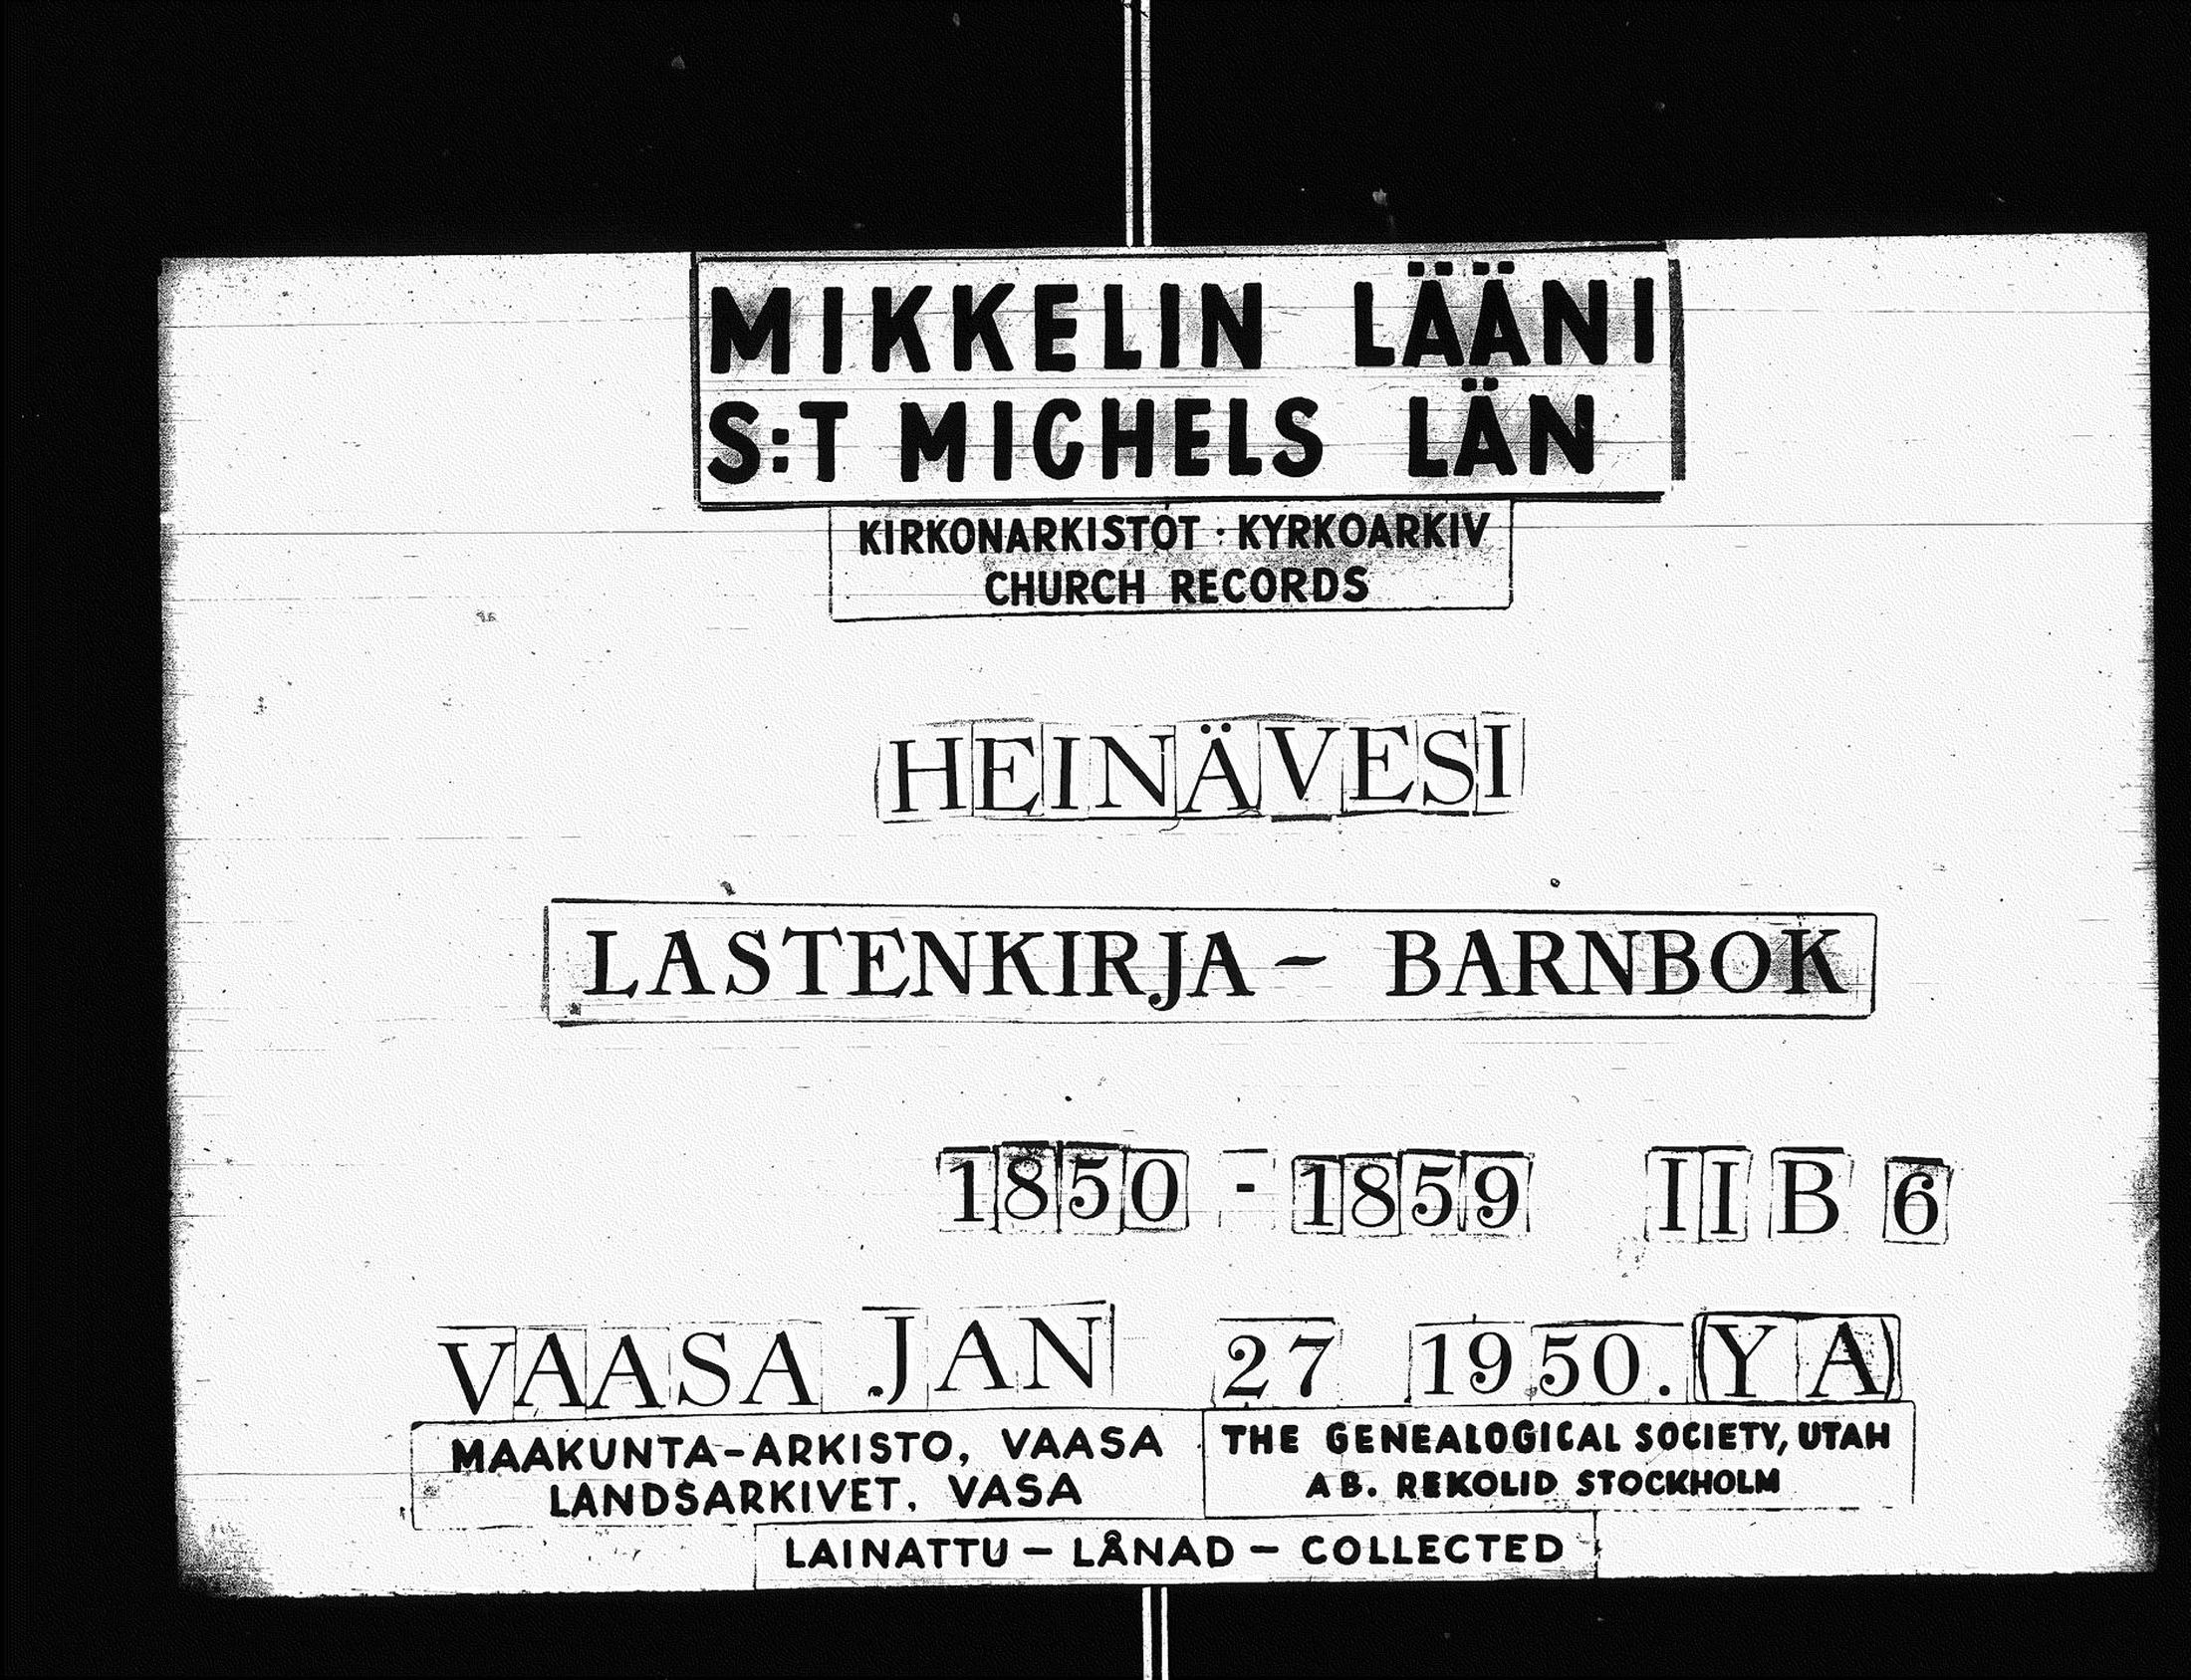 MIKKELIN LÄÄNI
S:T MICHELS LÄN
KIRKONARKISTOT · KYRKOARKIV
CHURCH RECORDS
HEINÄVESI
LASTENKIRJA – BARNBOK
1850 - 1859 II B 6
VAASA JAN 27 1950. (Y A)
MAAKUNTA-ARKISTO, VAASA
LANDSARKIVET, VASA
THE GENEALOGICAL SOCIETY, UTAH
AB. REKOLID STOCKHOLM
LAINATTU – LÅNAD – COLLECTED